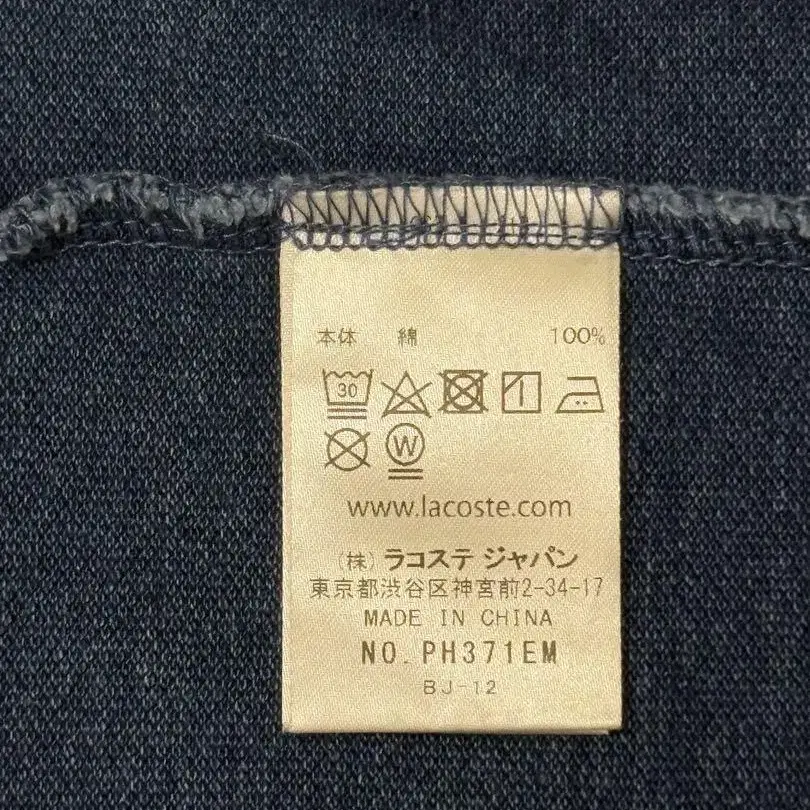 本体 綿 100%
30
W
www.lacoste.com
(株) ラコステ ジャパン
東京都渋谷区神宮前2-34-17
MADE IN CHINA
NO. PH371EM
BJ-12